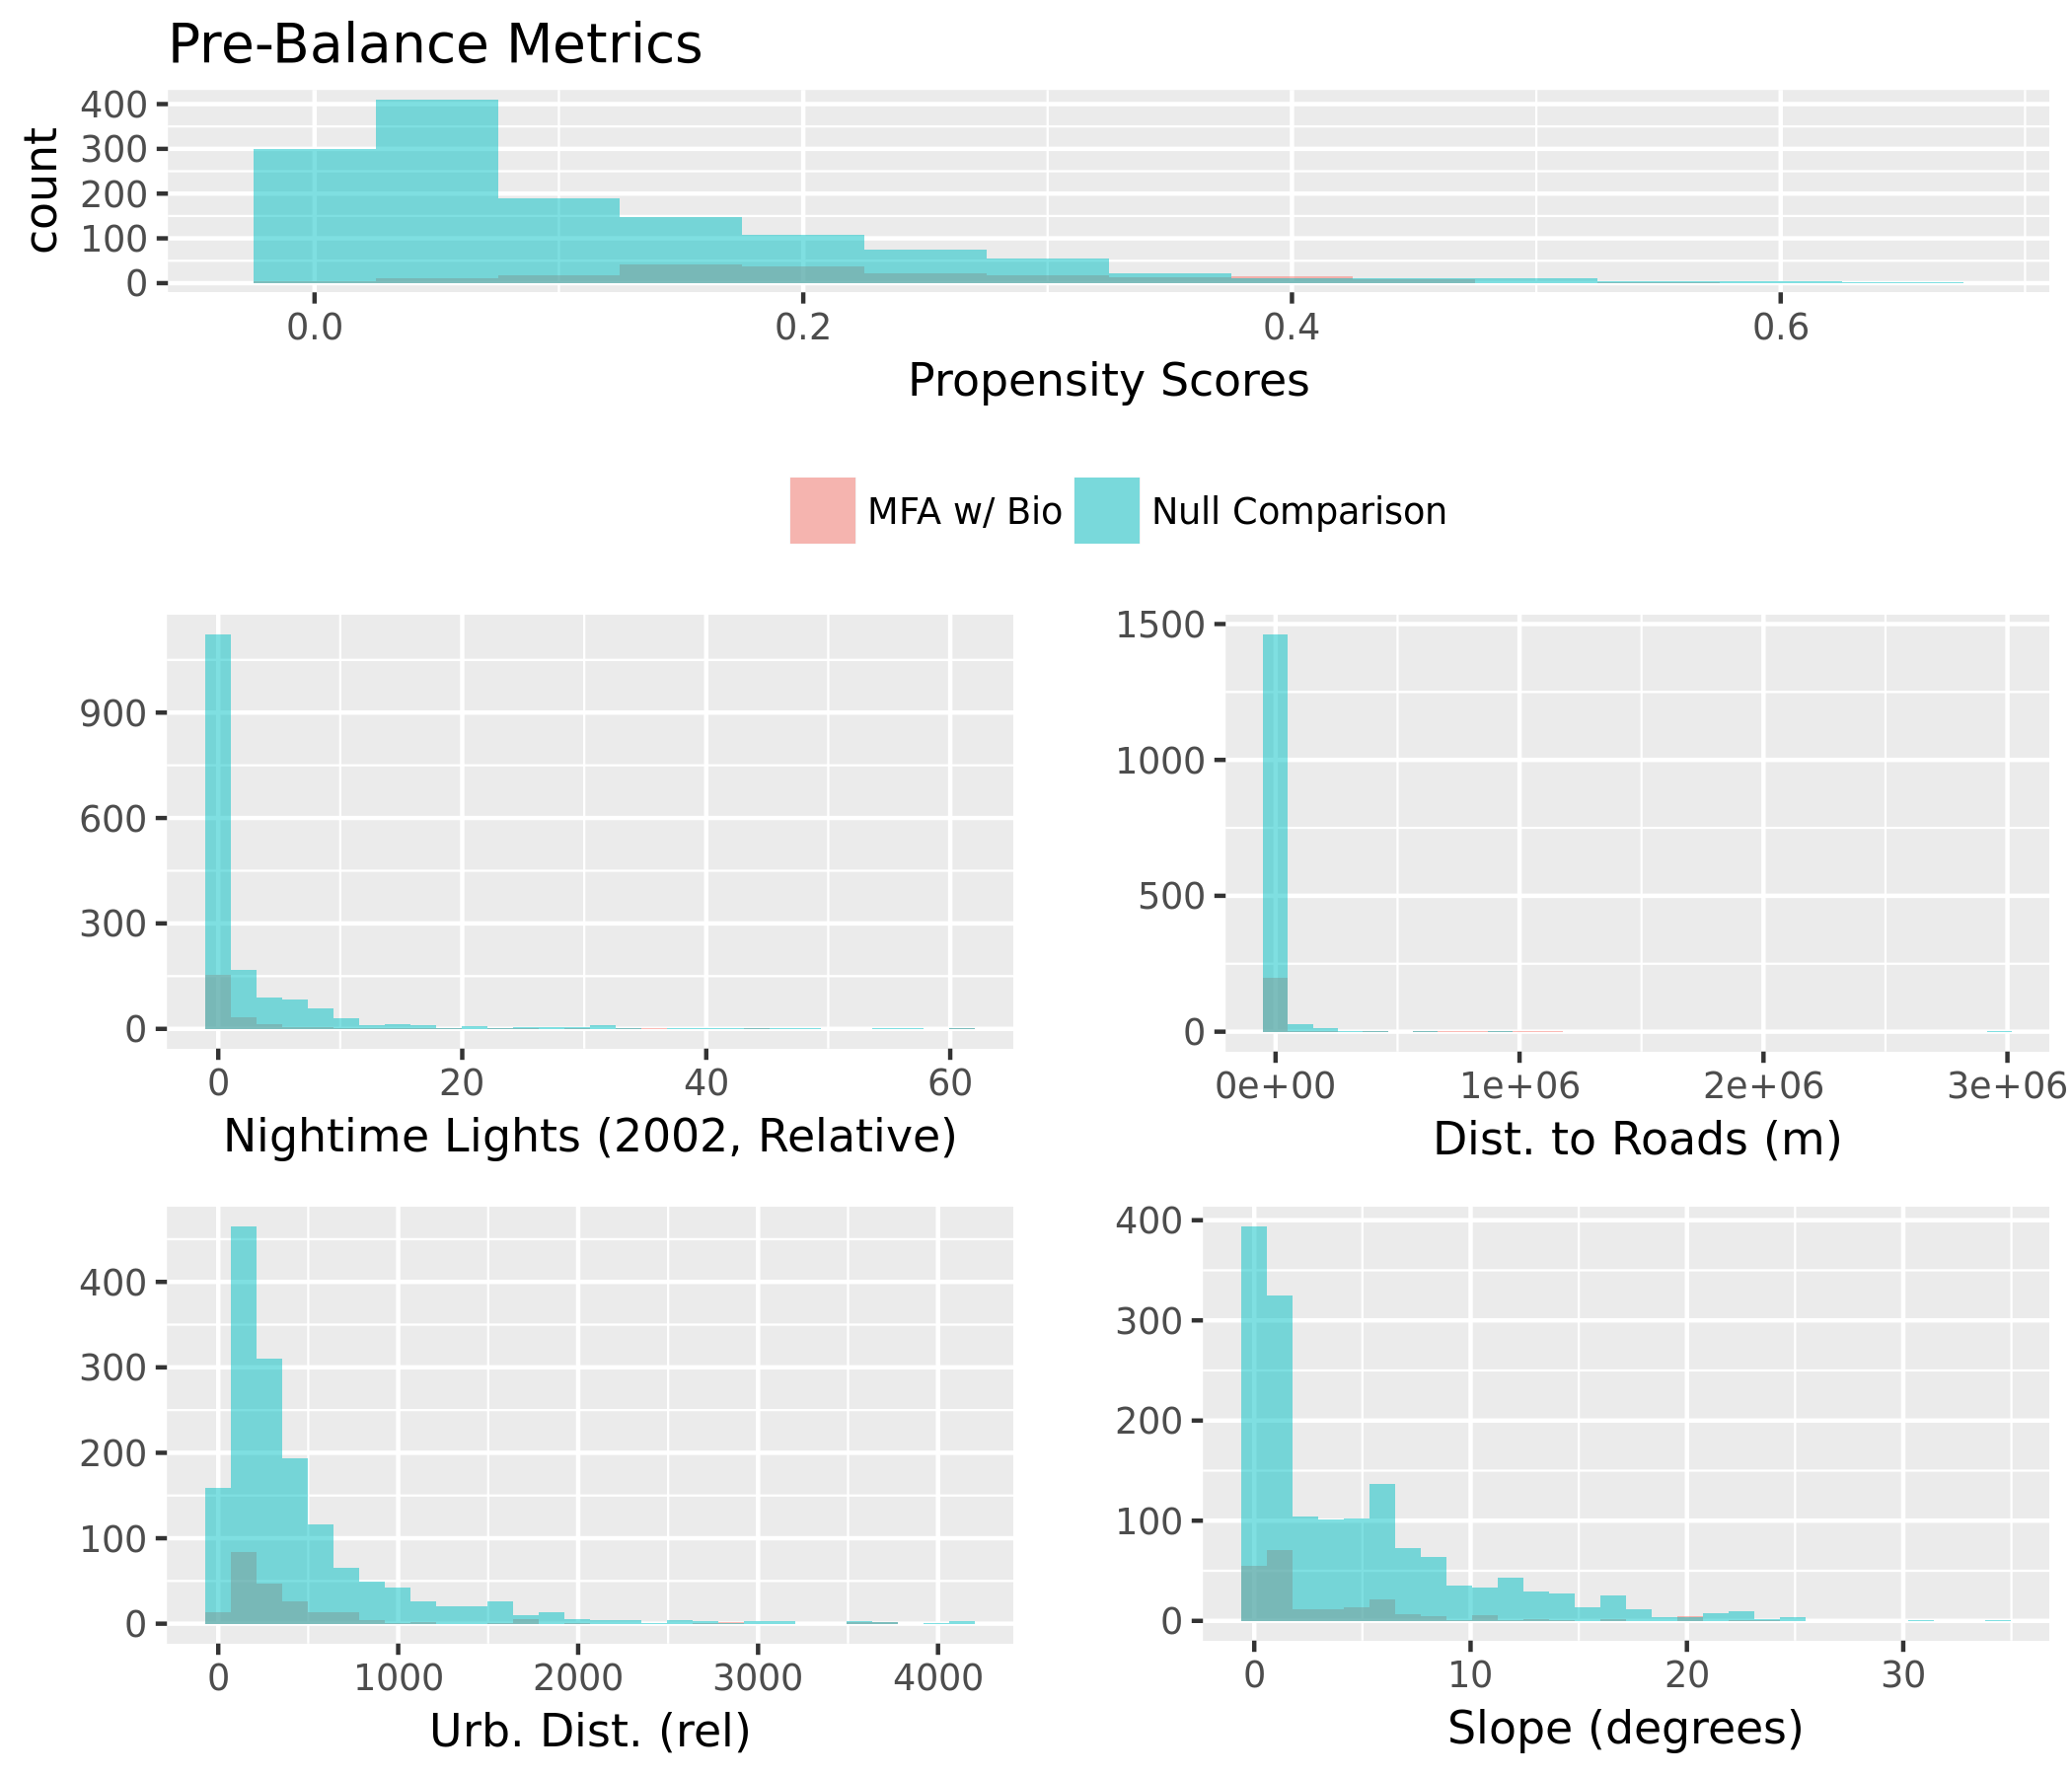 Pre-Balance Metrics
count
400
300
200
100
0
0.0 0.2 0.4 0.6
Propensity Scores
MFA w/ Bio Null Comparison
900
600
300
0
0 20 40 60
Nightime Lights (2002, Relative)
1500
1000
500
0
0e+00 1e+06 2e+06 3e+06
Dist. to Roads (m)
400
300
200
100
0
0 1000 2000 3000 4000
Urb. Dist. (rel)
400
300
200
100
0
0 10 20 30
Slope (degrees)